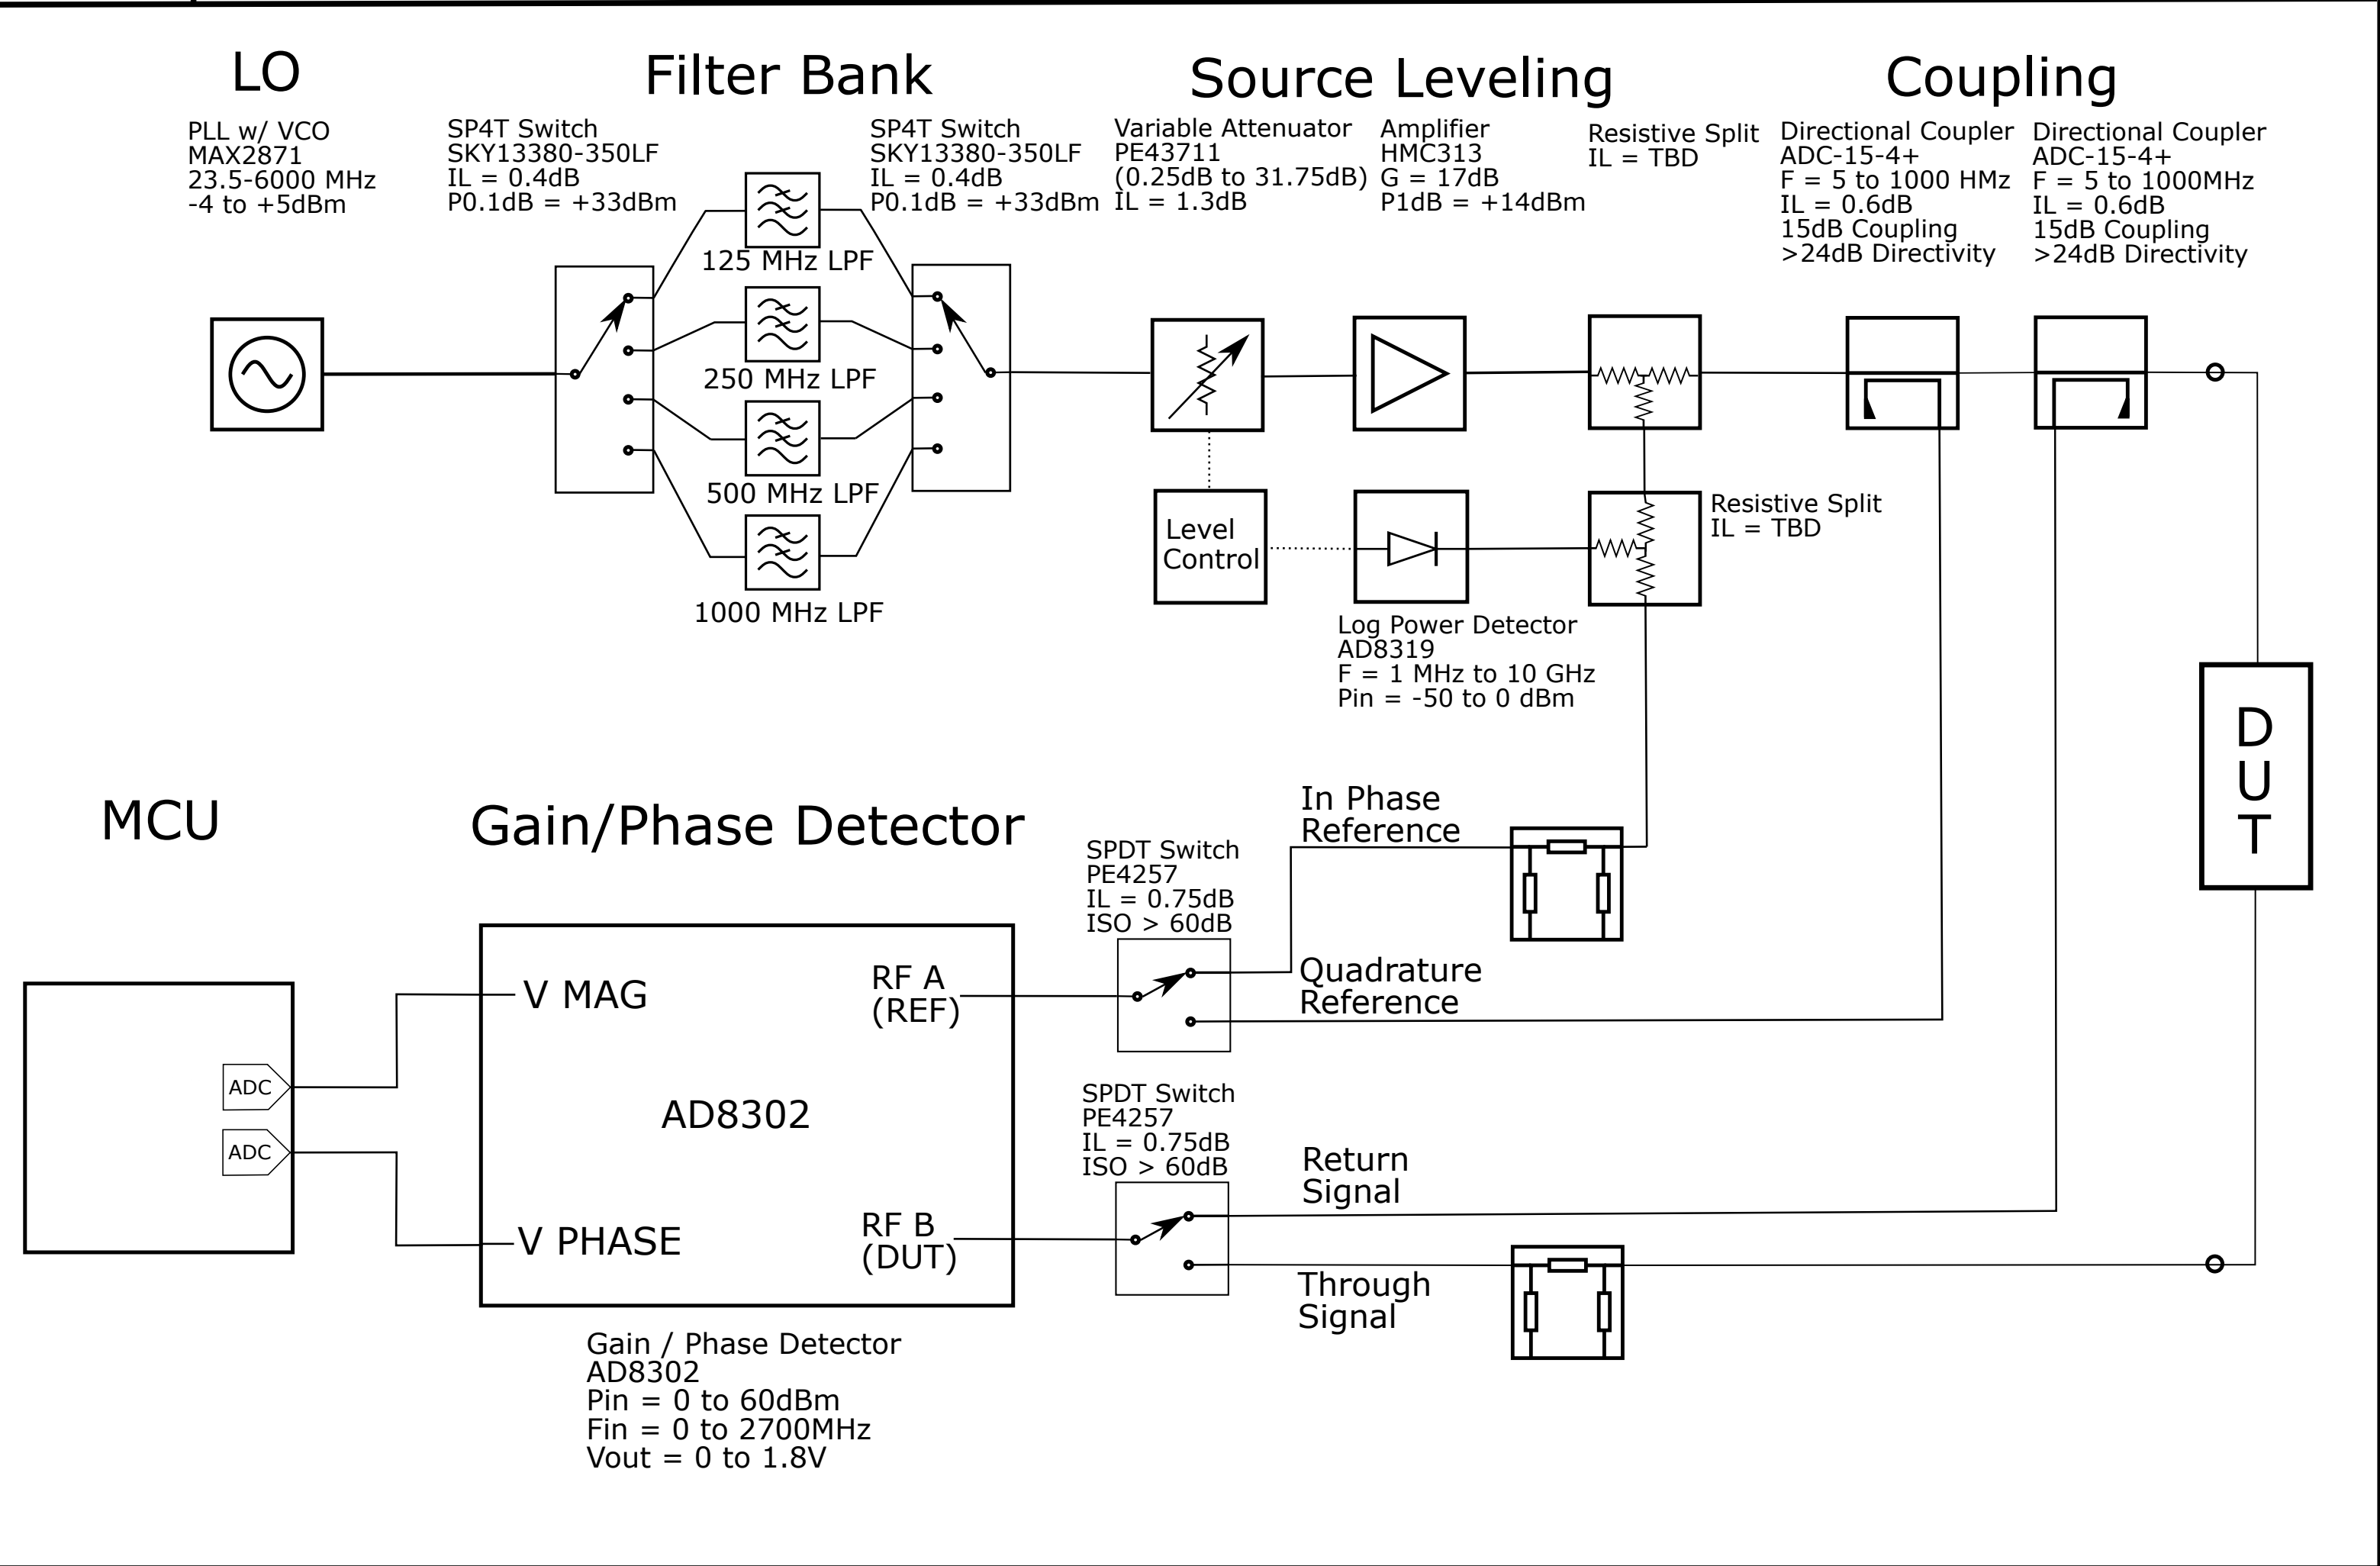 LO
PLL w/ VCO
MAX2871
23.5-6000 MHz
-4 to +5dBm
Filter Bank
SP4T Switch
SKY13380-350LF
IL = 0.4dB
P0.1dB = +33dBm
SP4T Switch
SKY13380-350LF
IL = 0.4dB
P0.1dB = +33dBm
125 MHz LPF
250 MHz LPF
500 MHz LPF
1000 MHz LPF
Source Leveling
Variable Attenuator
PE43711
(0.25dB to 31.75dB)
IL = 1.3dB
Amplifier
HMC313
G = 17dB
P1dB = +14dBm
Resistive Split
IL = TBD
Coupling
Directional Coupler
ADC-15-4+
F = 5 to 1000 HMz
IL = 0.6dB
15dB Coupling
>24dB Directivity
Directional Coupler
ADC-15-4+
F = 5 to 1000MHz
IL = 0.6dB
15dB Coupling
>24dB Directivity
Level
Control
Resistive Split
IL = TBD
Log Power Detector
AD8319
F = 1 MHz to 10 GHz
Pin = -50 to 0 dBm
D
U
T
MCU
ADC
ADC
Gain/Phase Detector
V MAG
V PHASE
AD8302
RF A
(REF)
RF B
(DUT)
Gain / Phase Detector
AD8302
Pin = 0 to 60dBm
Fin = 0 to 2700MHz
Vout = 0 to 1.8V
SPDT Switch
PE4257
IL = 0.75dB
ISO > 60dB
In Phase
Reference
Quadrature
Reference
SPDT Switch
PE4257
IL = 0.75dB
ISO > 60dB
Return
Signal
Through
Signal